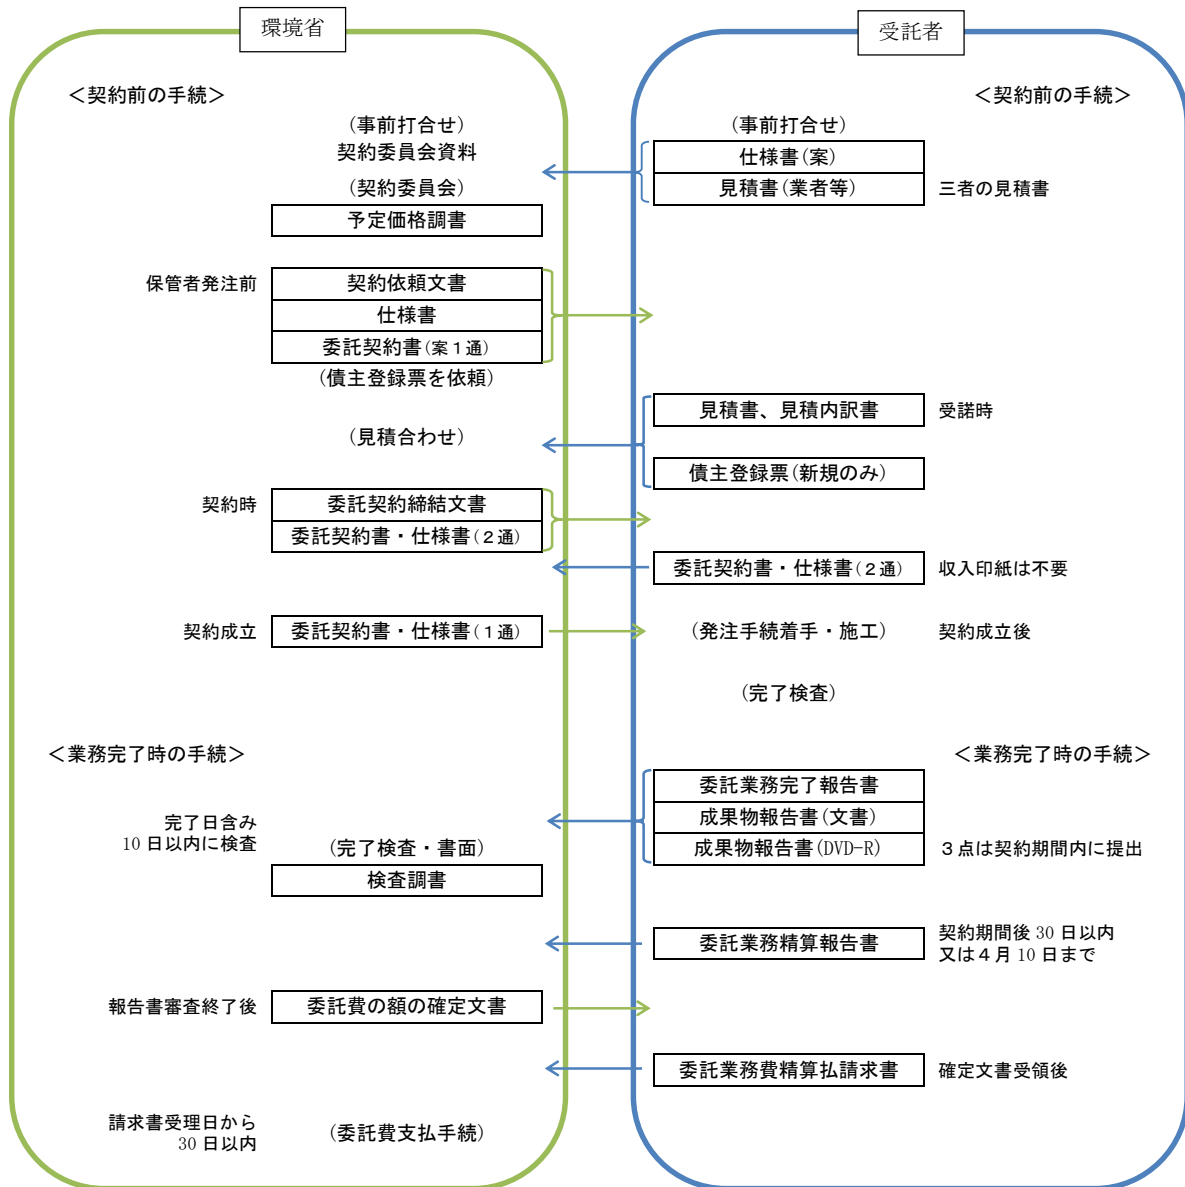 環境省
受託者
＜契約前の手続＞
＜契約前の手続＞
(事前打合せ)
(事前打合せ)
契約委員会資料
仕様書(案)
(契約委員会)
見積書(業者等)
三者の見積書
予定価格調書
保管者発注前
契約依頼文書
仕様書
委託契約書(案１通)
(債主登録票を依頼)
見積書、見積内訳書
受諾時
(見積合わせ)
債主登録票(新規のみ)
契約時
委託契約締結文書
委託契約書・仕様書(２通)
委託契約書・仕様書(２通)
収入印紙は不要
契約成立
委託契約書・仕様書(１通)
(発注手続着手・施工)
契約成立後
(完了検査)
＜業務完了時の手続＞
＜業務完了時の手続＞
委託業務完了報告書
成果物報告書(文書)
成果物報告書(DVD-R)
３点は契約期間内に提出
完了日含み
10 日以内に検査
(完了検査・書面)
検査調書
委託業務精算報告書
契約期間後 30 日以内
又は４月 10 日まで
報告書審査終了後
委託費の額の確定文書
委託業務費精算払請求書
確定文書受領後
請求書受理日から
30 日以内
(委託費支払手続)